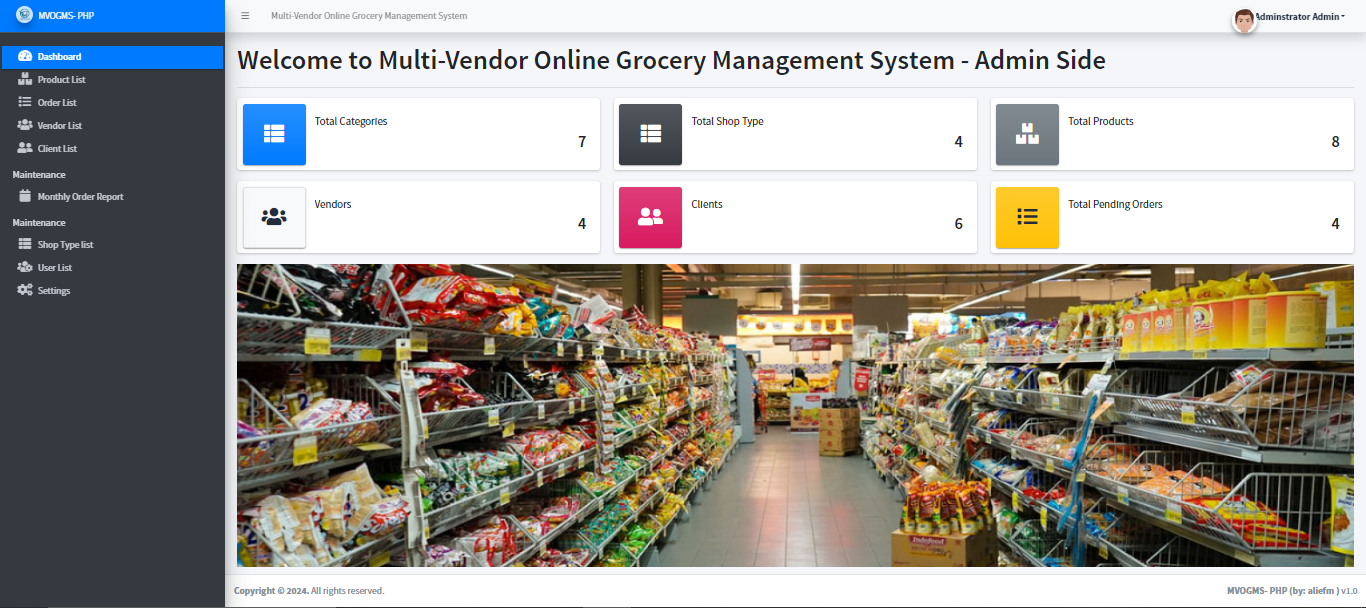 MVOGMS- PHP
Multi-Vendor Online Grocery Management System
Adminstrator Admin
Dashboard
Product List
Order List
Vendor List
Client List
Maintenance
Monthly Order Report
Maintenance
Shop Type list
User List
Settings
Welcome to Multi-Vendor Online Grocery Management System - Admin Side
Total Categories
7
Total Shop Type
4
Total Products
8
Vendors
4
Clients
6
Total Pending Orders
4
Indofood
Copyright © 2024. All rights reserved.
MVOGMS- PHP (by: aliefm ) v1.0